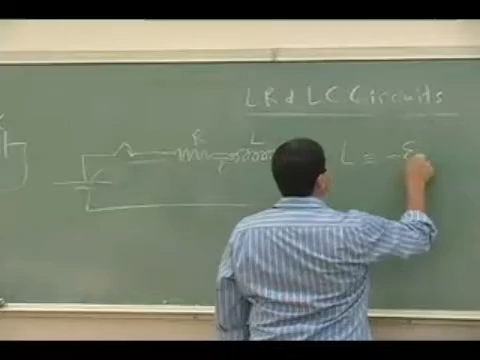 LR & LC Circuits
R
L
L = - ε